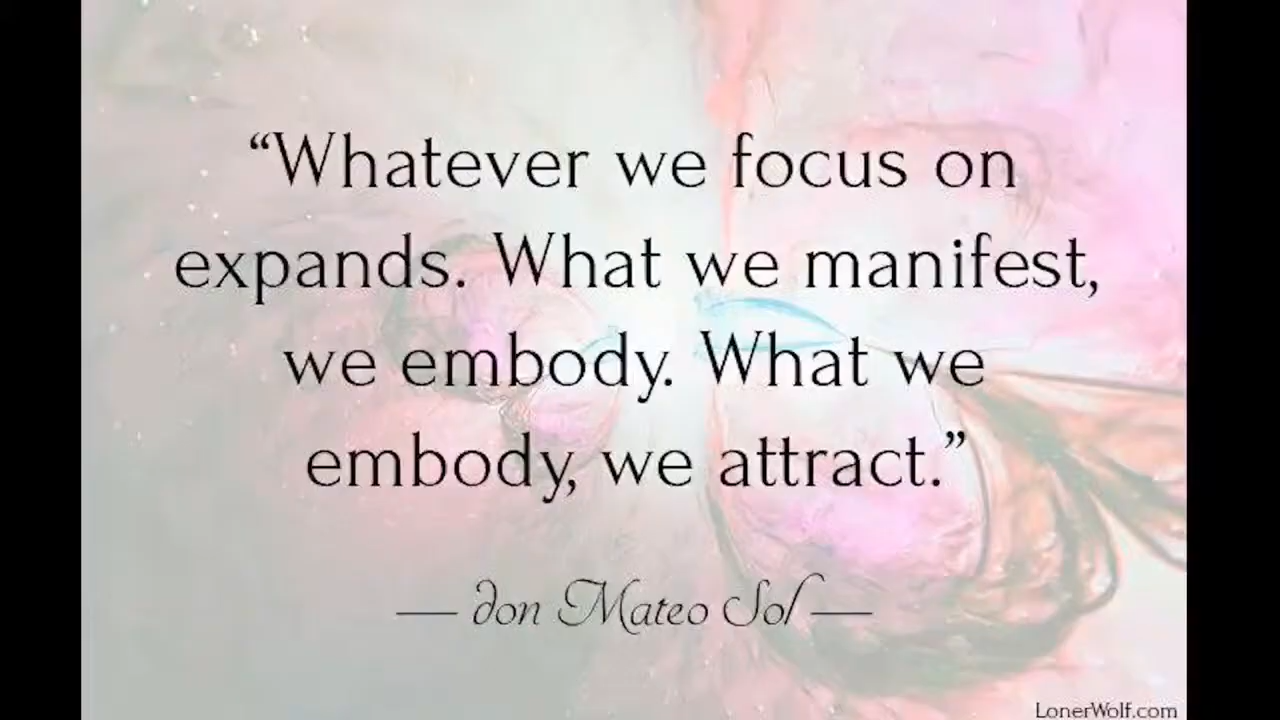 “Whatever we focus on
expands. What we manifest,
we embody. What we
embody, we attract.”
— don Mateo Sol —
LonerWolf.com